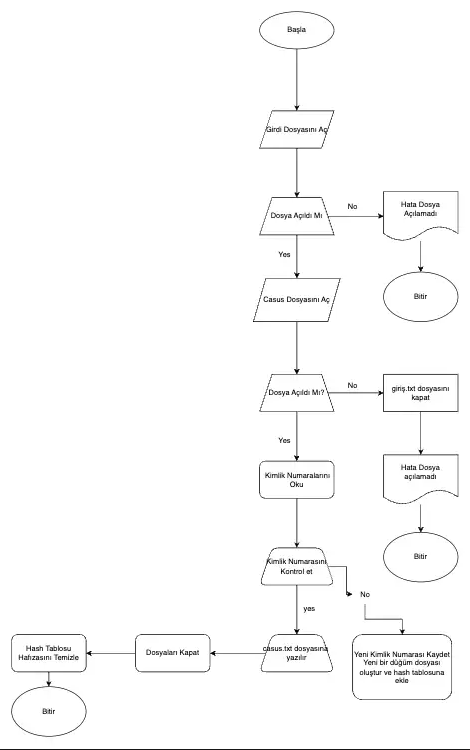 Başla
Girdi Dosyasını Aç
Dosya Açıldı Mı
No
Hata Dosya
Açılamadı
Yes
Bitir
Casus Dosyasını Aç
Dosya Açıldı Mı?
No
giriş.txt dosyasını
kapat
Yes
Kimlik Numaralarını
Oku
Hata Dosya
açılamadı
Kimlik Numarasını
Kontrol et
Bitir
No
yes
casus.txt dosyasına
yazılır
Dosyaları Kapat
Hash Tablosu
Hafızasını Temizle
Yeni Kimlik Numarası Kaydet
Yeni bir düğüm dosyası
oluştur ve hash tablosuna
ekle
Bitir